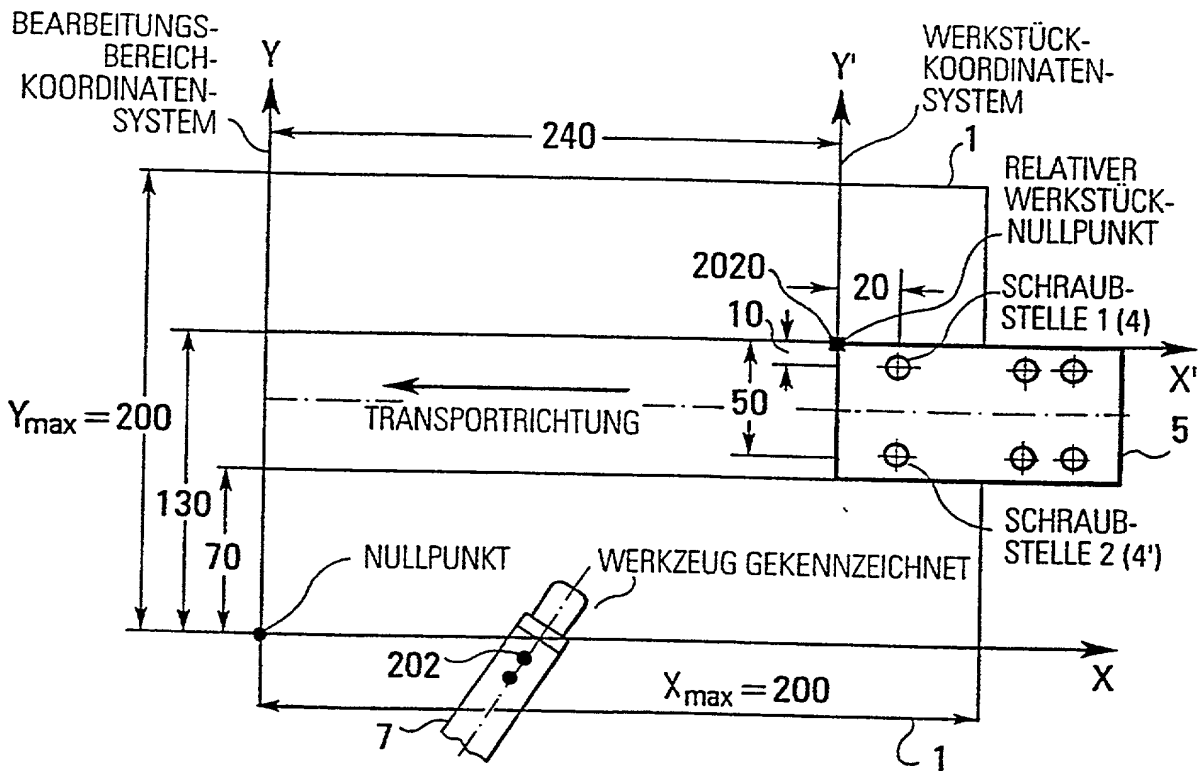 BEARBEITUNGS-
BEREICH-
KOORDINATEN-
SYSTEM
Y
Y'
WERKSTÜCK-
KOORDINATEN-
SYSTEM
240
1
RELATIVER
WERKSTÜCK-
NULLPUNKT
2020
20
SCHRAUB-
STELLE 1 (4)
10
X'
50
TRANSPORTRICHTUNG
Ymax = 200
5
130
70
SCHRAUB-
STELLE 2 (4')
NULLPUNKT
WERKZEUG GEKENNZEICHNET
202
X
Xmax = 200
7
1